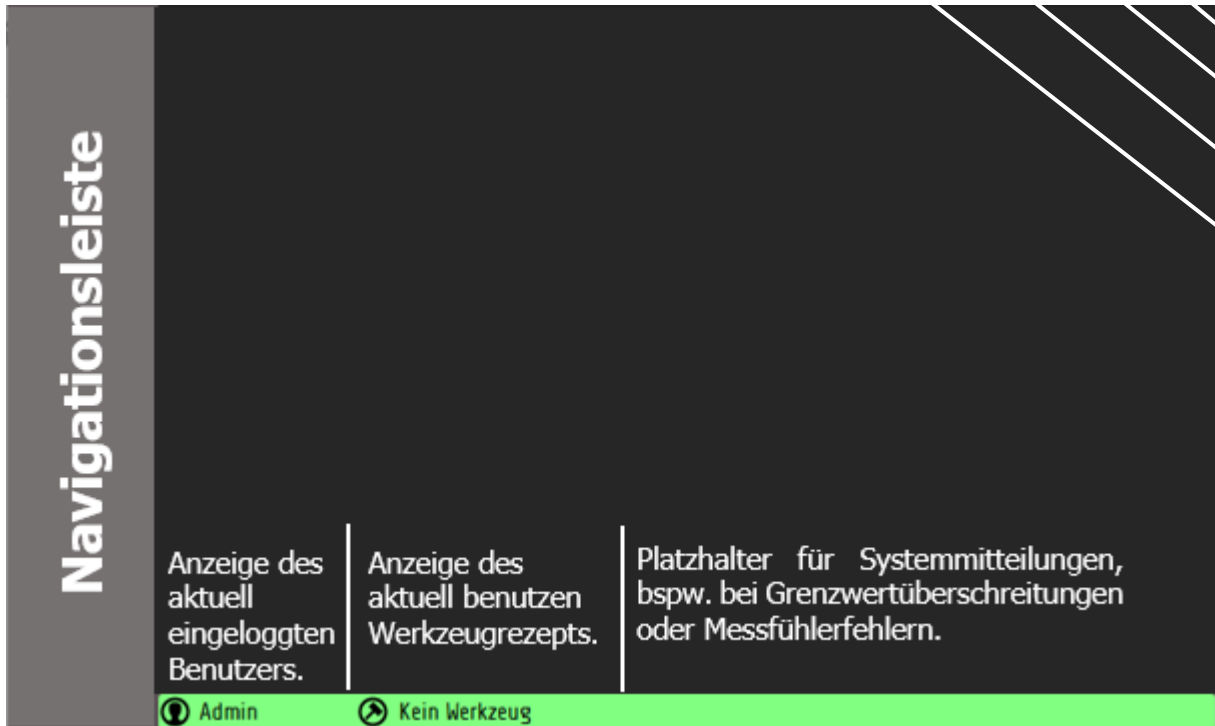 Navigationsleiste
Anzeige des
aktuell
eingeloggten
Benutzers.
Anzeige des
aktuell benutzen
Werkzeugrezepts.
Platzhalter für Systemmitteilungen,
bspw. bei Grenzwertüberschreitungen
oder Messfühlerfehlern.
Admin
Kein Werkzeug